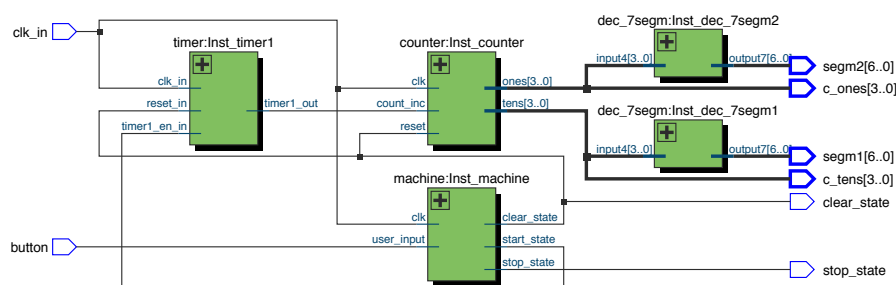 dec_7segm:Inst_dec_7segm2
clk_in
timer:Inst_timer1
counter:Inst_counter
input4[3..0]
output7[6..0]
segm2[6..0]
clk_in
clk
ones[3..0]
c_ones[3..0]
reset_in
timer1_out
count_inc
tens[3..0]
dec_7segm:Inst_dec_7segm1
timer1_en_in
reset
input4[3..0]
output7[6..0]
segm1[6..0]
machine:Inst_machine
c_tens[3..0]
clear_state
clk
clear_state
button
user_input
start_state
stop_state
stop_state